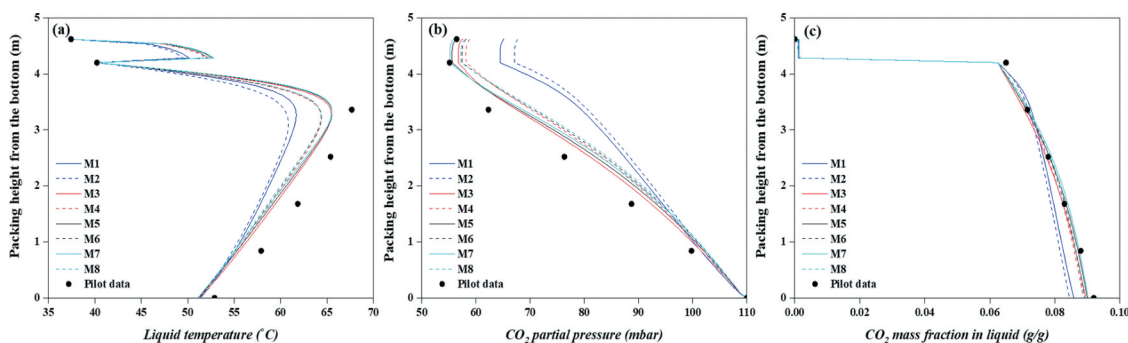 (a)
Packing height from the bottom (m)
5
4
3
2
1
0
M1
M2
M3
M4
M5
M6
M7
M8
Pilot data
35 40 45 50 55 60 65 70
Liquid temperature (°C)
(b)
Packing height from the bottom (m)
5
4
3
2
1
0
M1
M2
M3
M4
M5
M6
M7
M8
Pilot data
50 60 70 80 90 100 110
CO2 partial pressure (mbar)
(c)
Packing height from the bottom (m)
5
4
3
2
1
0
M1
M2
M3
M4
M5
M6
M7
M8
Pilot data
0.00 0.02 0.04 0.06 0.08 0.10
CO2 mass fraction in liquid (g/g)